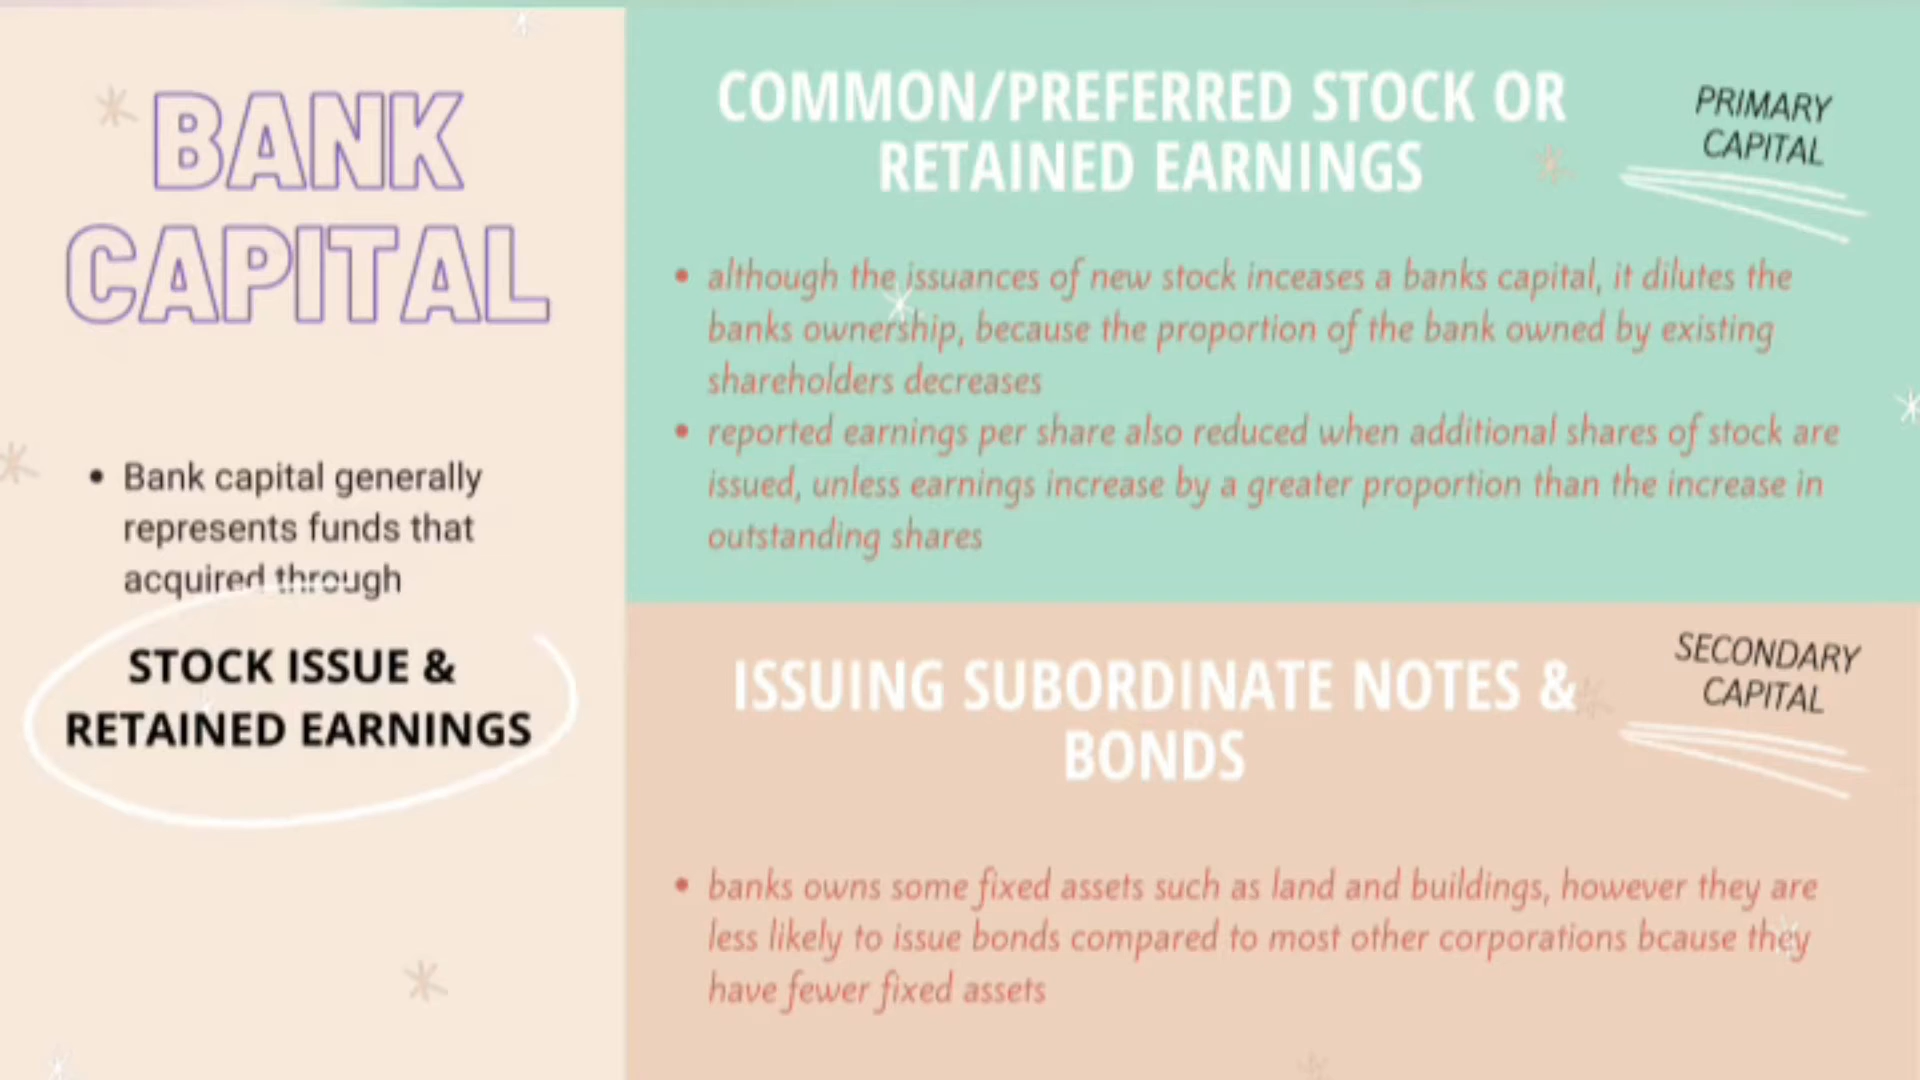 BANK
CAPITAL
Bank capital generally
represents funds that
acquired through
STOCK ISSUE &
RETAINED EARNINGS
COMMON/PREFERRED STOCK OR
RETAINED EARNINGS
PRIMARY
CAPITAL
although the issuances of new stock inceases a banks capital, it dilutes the
banks ownership, because the proportion of the bank owned by existing
shareholders decreases
reported earnings per share also reduced when additional shares of stock are
issued, unless earnings increase by a greater proportion than the increase in
outstanding shares
ISSUING SUBORDINATE NOTES &
BONDS
SECONDARY
CAPITAL
banks owns some fixed assets such as land and buildings, however they are
less likely to issue bonds compared to most other corporations bcause they
have fewer fixed assets